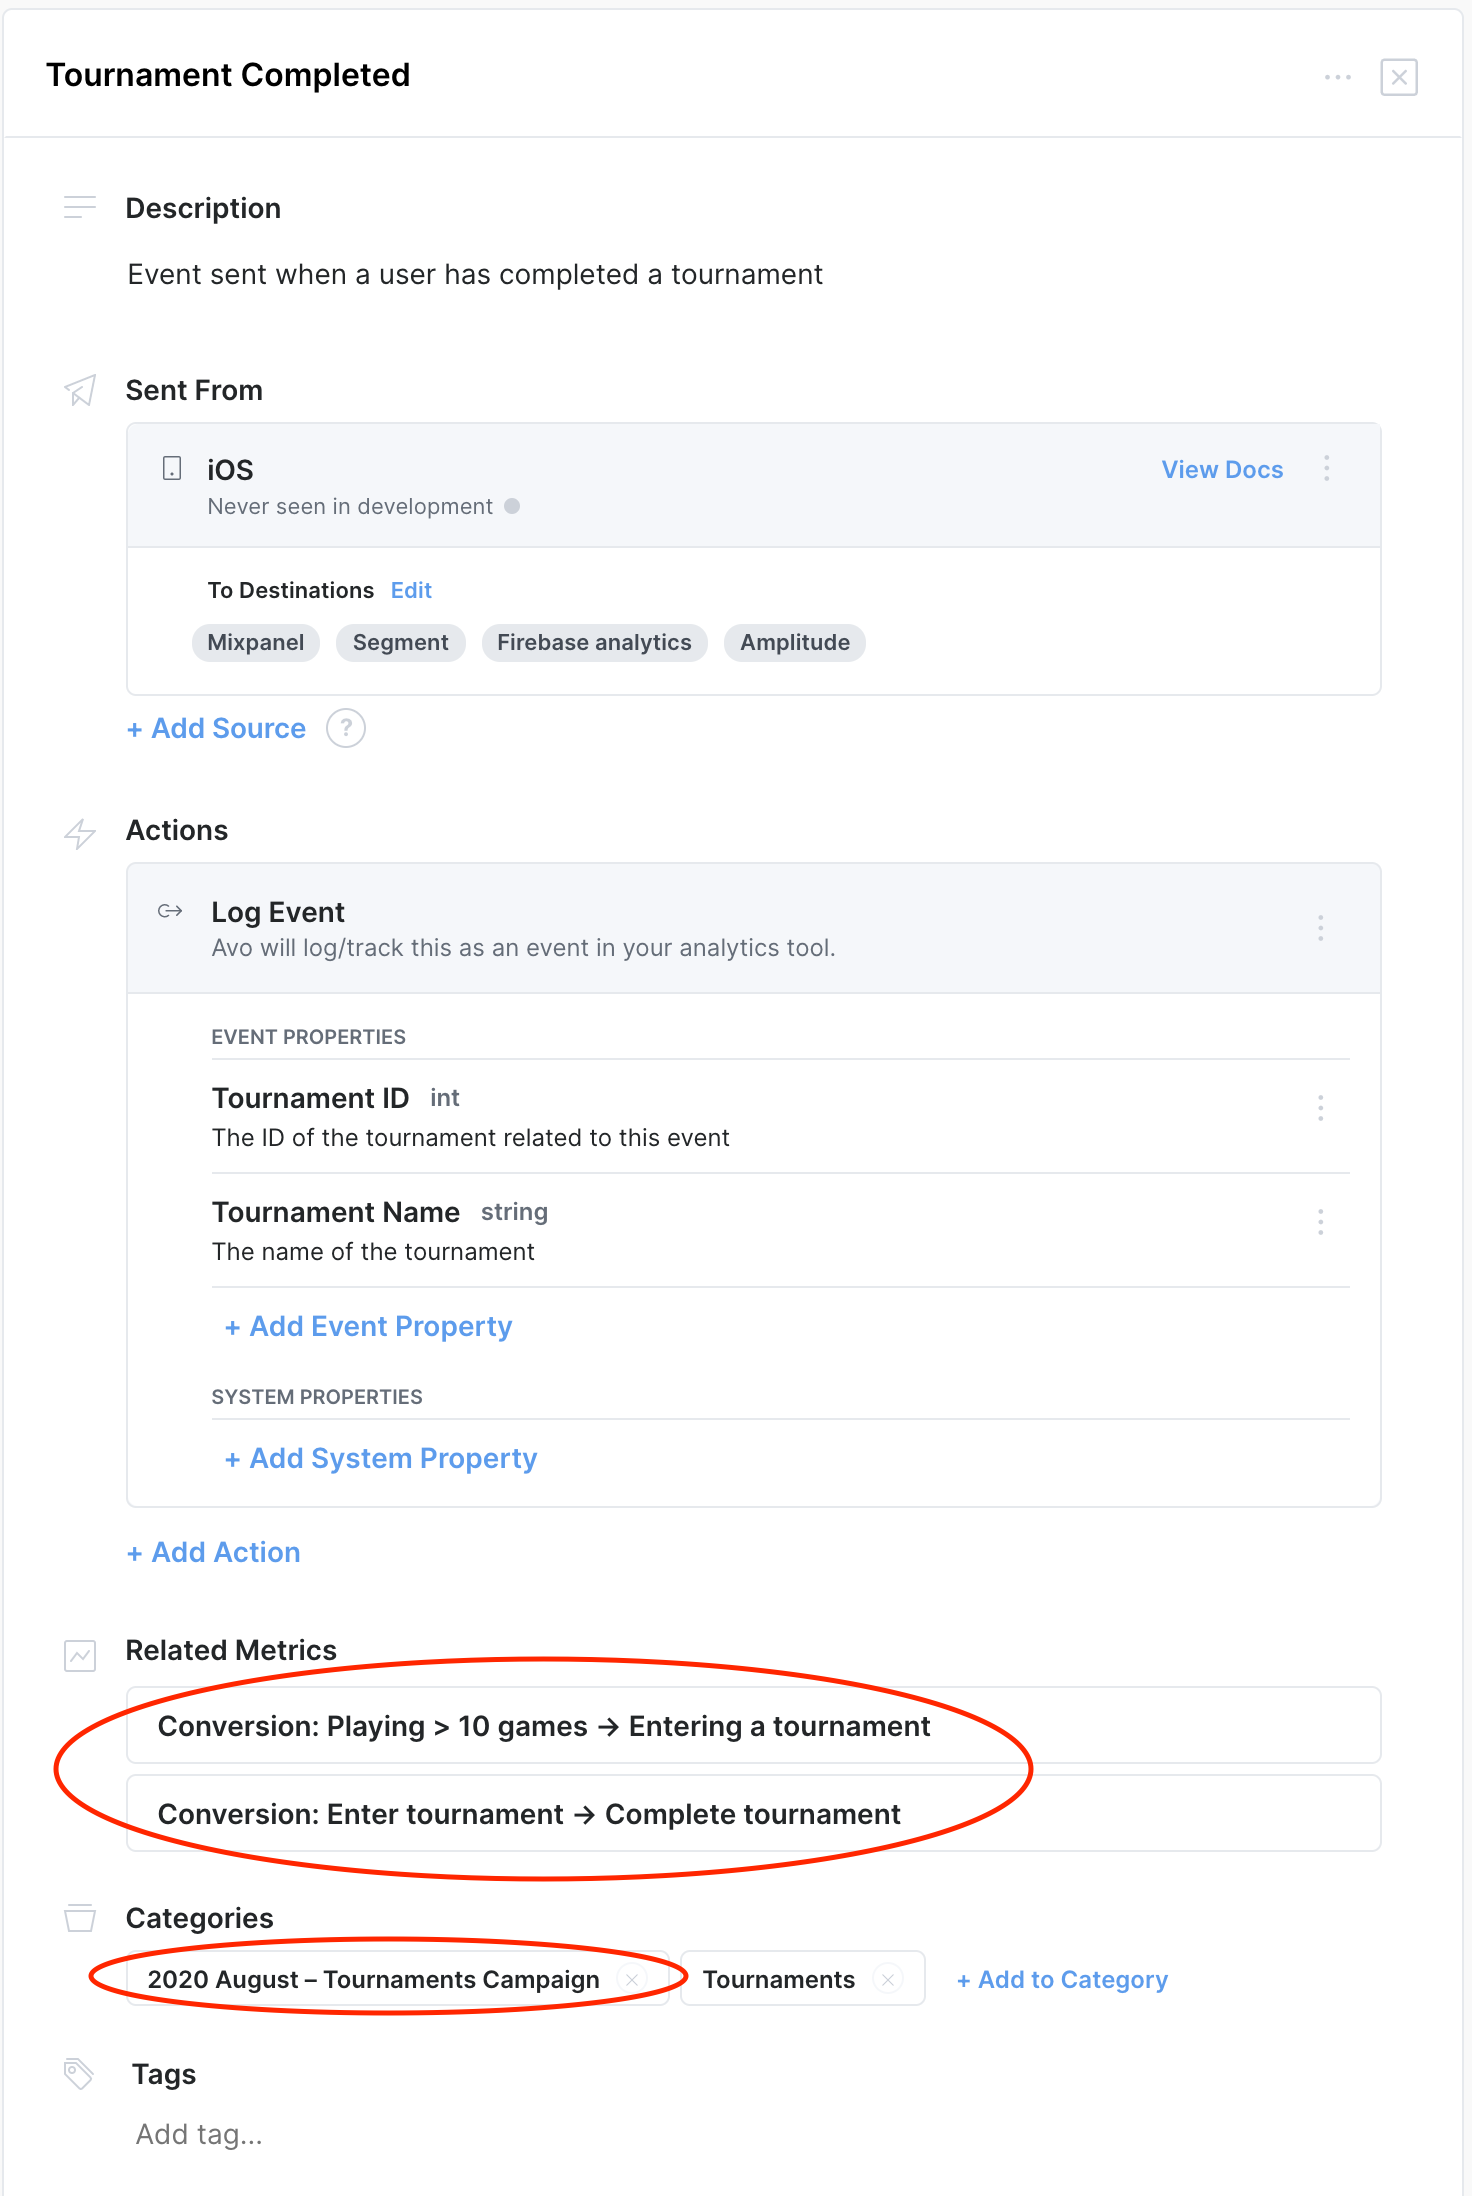 Tournament Completed
Description
Event sent when a user has completed a tournament
Sent From
iOS
View Docs
Never seen in development
To Destinations Edit
Mixpanel Segment Firebase analytics Amplitude
+ Add Source ?
Actions
Log Event
Avo will log/track this as an event in your analytics tool.
EVENT PROPERTIES
Tournament ID int
The ID of the tournament related to this event
Tournament Name string
The name of the tournament
+ Add Event Property
SYSTEM PROPERTIES
+ Add System Property
+ Add Action
Related Metrics
Conversion: Playing > 10 games → Entering a tournament
Conversion: Enter tournament → Complete tournament
Categories
2020 August – Tournaments Campaign Tournaments + Add to Category
Tags
Add tag...